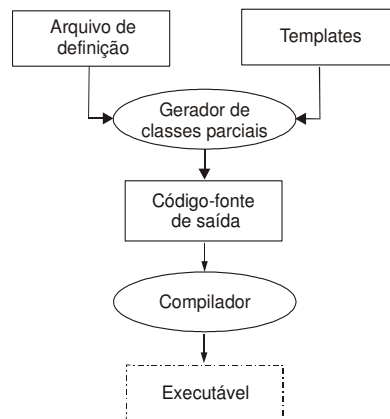 Arquivo de
definição
Templates
Gerador de
classes parciais
Código-fonte
de saída
Compilador
Executável